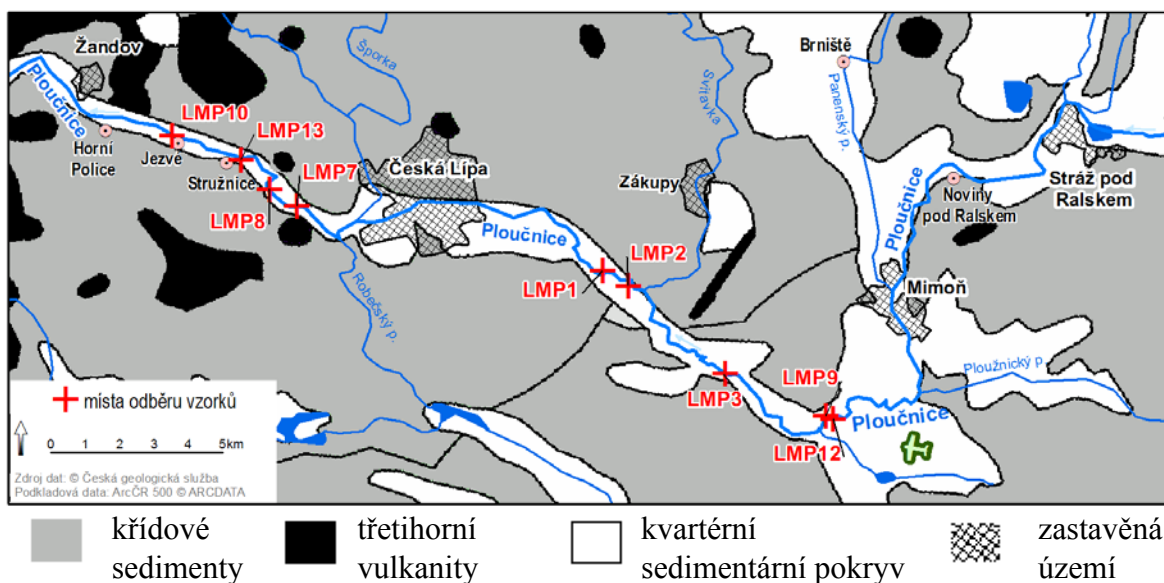 Žandov
Ploučnice
Šporka
Svitavka
Brniště
Panenský p.
LMP10
LMP13
Horní
Police
Jezvé
Stružnice
LMP7
LMP8
Česká Lípa
Zákupy
Ploučnice
Noviny
pod Ralskem
Stráž pod
Ralskem
Ploučnice
LMP2
LMP1
Mimoň
Robečský p.
Ploužnický p.
LMP9
LMP3
Ploučnice
LMP12
místa odběru vzorků
0 1 2 3 4 5km
Zdroj dat: © Česká geologická služba
Podkladová data: ArcČR 500 © ARCDATA
křídové
sedimenty
třetihorní
vulkanity
kvartérní
sedimentární pokryv
zastavěná
území